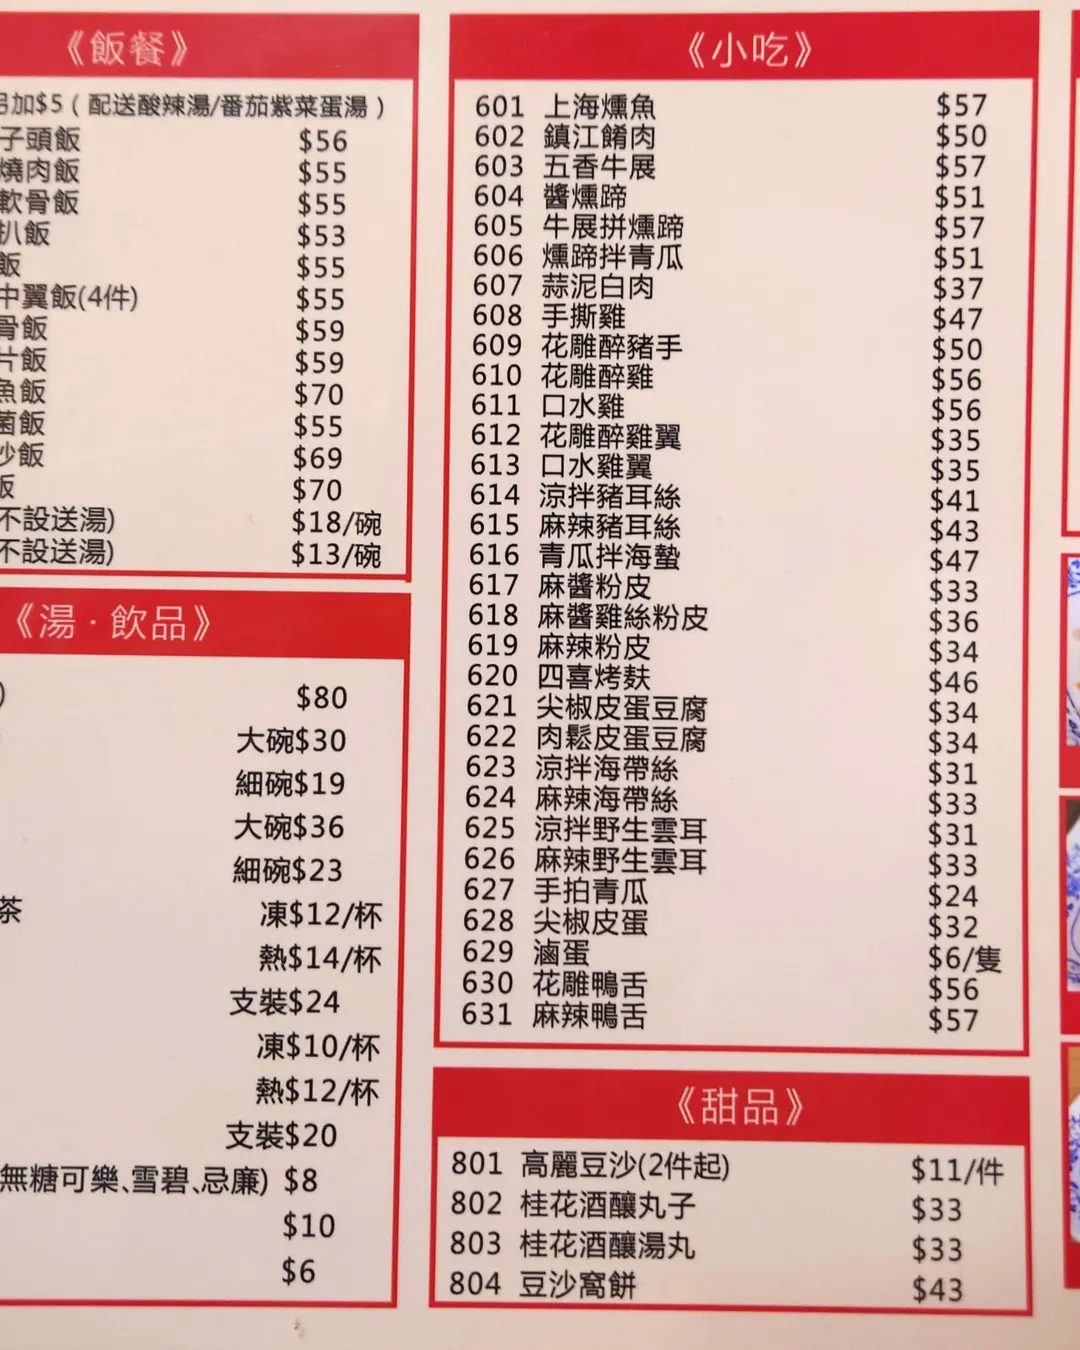 《飯餐》
加$5(配送酸辣湯/番茄紫菜蛋湯)
子頭飯 $56
燒肉飯 $55
軟骨飯 $55
扒飯 $53
飯 $55
中翼飯(4件) $55
骨飯 $59
片飯 $59
魚飯 $70
菌飯 $55
炒飯 $69
飯 $70
不設送湯) $18/碗
不設送湯) $13/碗
《湯·飲品》
) $80
大碗$30
細碗$19
大碗$36
細碗$23
茶 凍$12/杯
熱$14/杯
支裝$24
凍$10/杯
熱$12/杯
支裝$20
無糖可樂、雪碧、忌廉) $8
$10
$6
《小吃》
601 上海燻魚 $57
602 鎮江餚肉 $50
603 五香牛展 $57
604 醬燻蹄 $51
605 牛展拼燻蹄 $57
606 燻蹄拌青瓜 $51
607 蒜泥白肉 $37
608 手撕雞 $47
609 花雕醉豬手 $50
610 花雕醉雞 $56
611 口水雞 $56
612 花雕醉雞翼 $35
613 口水雞翼 $35
614 涼拌豬耳絲 $41
615 麻辣豬耳絲 $43
616 青瓜拌海蜇 $47
617 麻醬粉皮 $33
618 麻醬雞絲粉皮 $36
619 麻辣粉皮 $34
620 四喜烤麩 $46
621 尖椒皮蛋豆腐 $34
622 肉鬆皮蛋豆腐 $34
623 涼拌海帶絲 $31
624 麻辣海帶絲 $33
625 涼拌野生雲耳 $31
626 麻辣野生雲耳 $33
627 手拍青瓜 $24
628 尖椒皮蛋 $32
629 滷蛋 $6/隻
630 花雕鴨舌 $56
631 麻辣鴨舌 $57
《甜品》
801 高麗豆沙(2件起) $11/件
802 桂花酒釀丸子 $33
803 桂花酒釀湯丸 $33
804 豆沙窩餅 $43